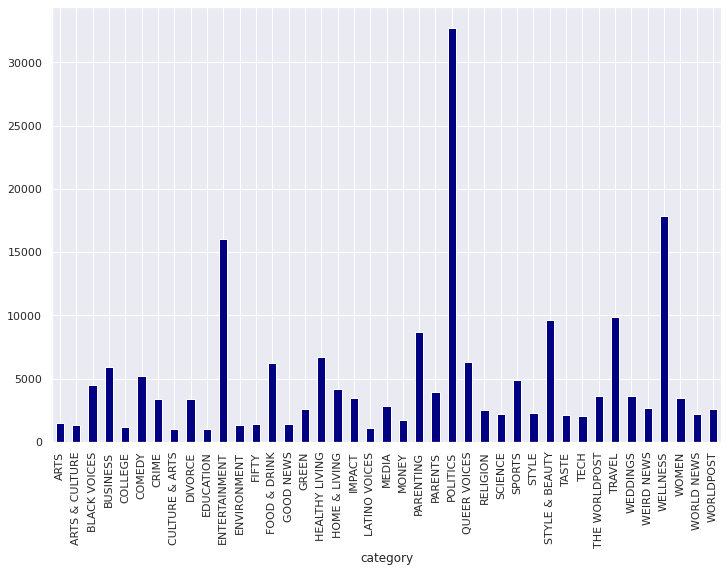 30000
25000
20000
15000
10000
5000
0
ARTS
ARTS & CULTURE
BLACK VOICES
BUSINESS
COLLEGE
COMEDY
CRIME
CULTURE & ARTS
DIVORCE
EDUCATION
ENTERTAINMENT
ENVIRONMENT
FIFTY
FOOD & DRINK
GOOD NEWS
GREEN
HEALTHY LIVING
HOME & LIVING
IMPACT
LATINO VOICES
MEDIA
MONEY
PARENTING
PARENTS
POLITICS
QUEER VOICES
RELIGION
SCIENCE
SPORTS
STYLE
STYLE & BEAUTY
TASTE
TECH
THE WORLDPOST
TRAVEL
WEDDINGS
WEIRD NEWS
WELLNESS
WOMEN
WORLD NEWS
WORLDPOST
category